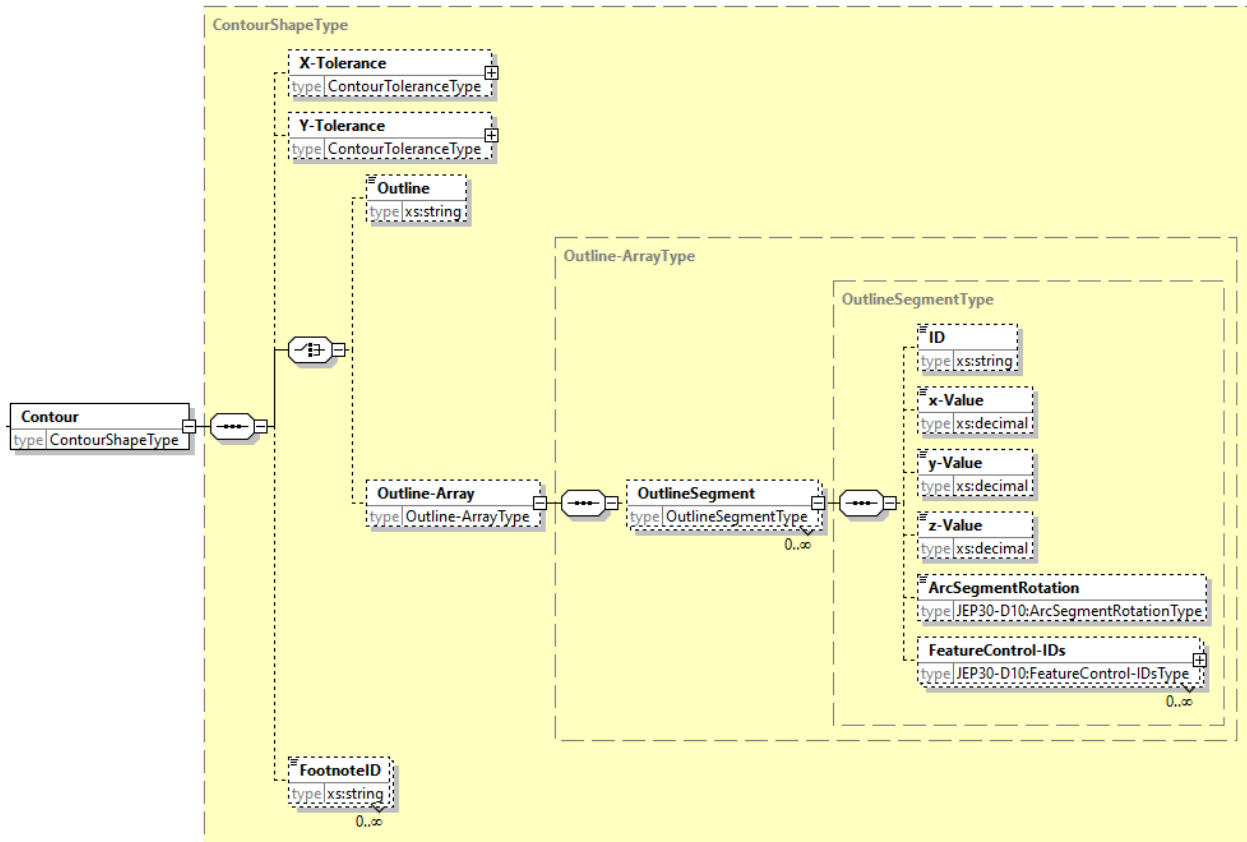 ContourShapeType
X-Tolerance
type ContourToleranceType
Y-Tolerance
type ContourToleranceType
Outline
type xs:string
Outline-ArrayType
OutlineSegmentType
ID
type xs:string
x-Value
type xs:decimal
y-Value
type xs:decimal
z-Value
type xs:decimal
ArcSegmentRotation
type JEP30-D10:ArcSegmentRotationType
FeatureControl-IDs
type JEP30-D10:FeatureControl-IDsType
0..∞
Contour
type ContourShapeType
Outline-Array
type Outline-ArrayType
OutlineSegment
type OutlineSegmentType
0..∞
FootnoteID
type xs:string
0..∞